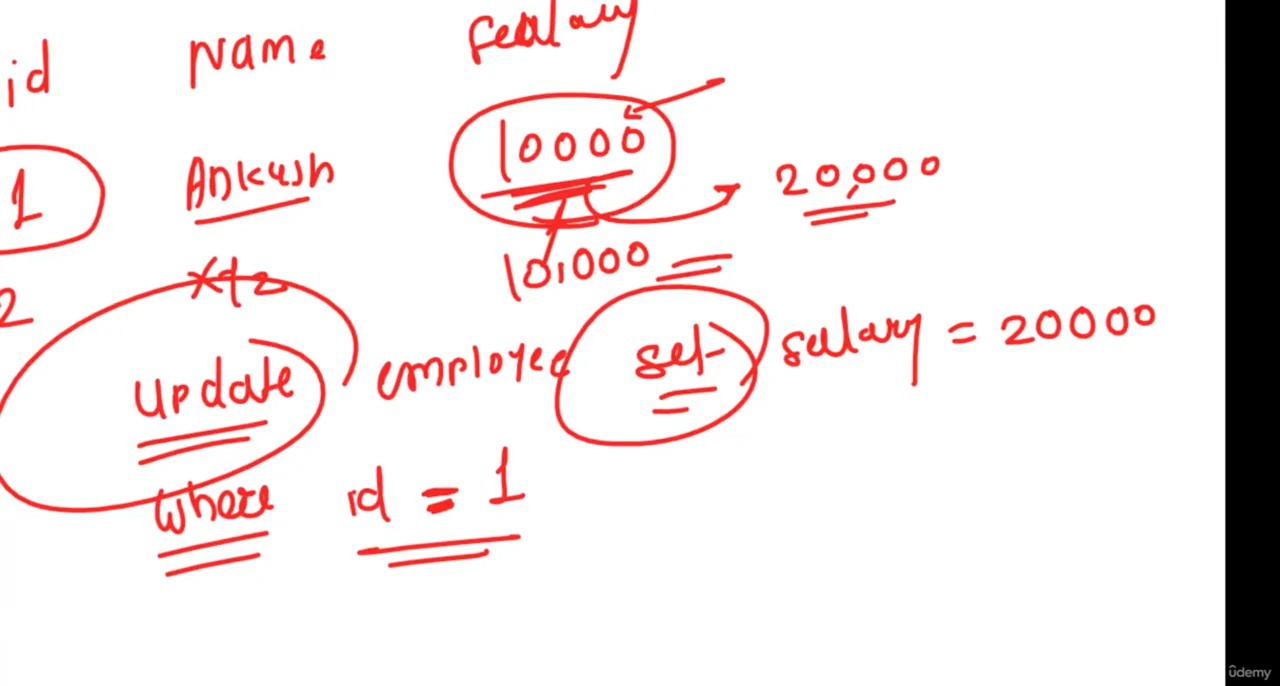 id Name salary
1 Ankush 10000 20,000
2 xyz 10,000
update employee set salary = 20000
where id = 1
ûdemy